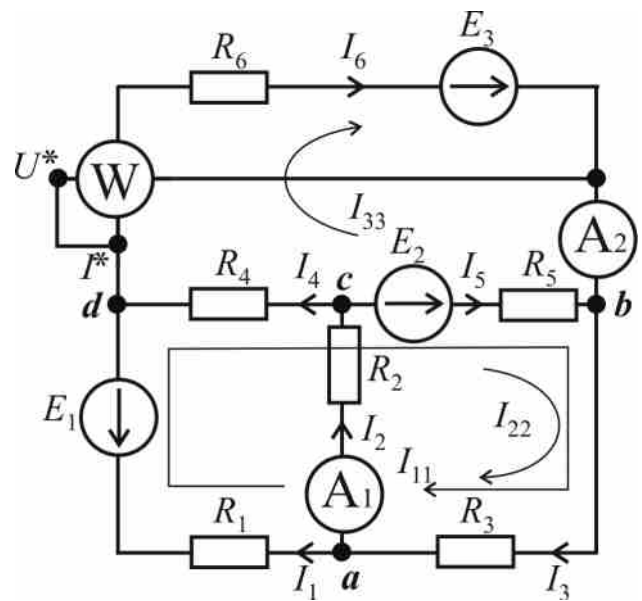 R₆ I₆ E₃
U* W
I₃₃
A₂
I* R₄ I₄ c E₂ I₅ R₅
d b
R₂
E₁ I₂ I₂₂
I₁₁
R₁ A₁ R₃
I₁ a I₃